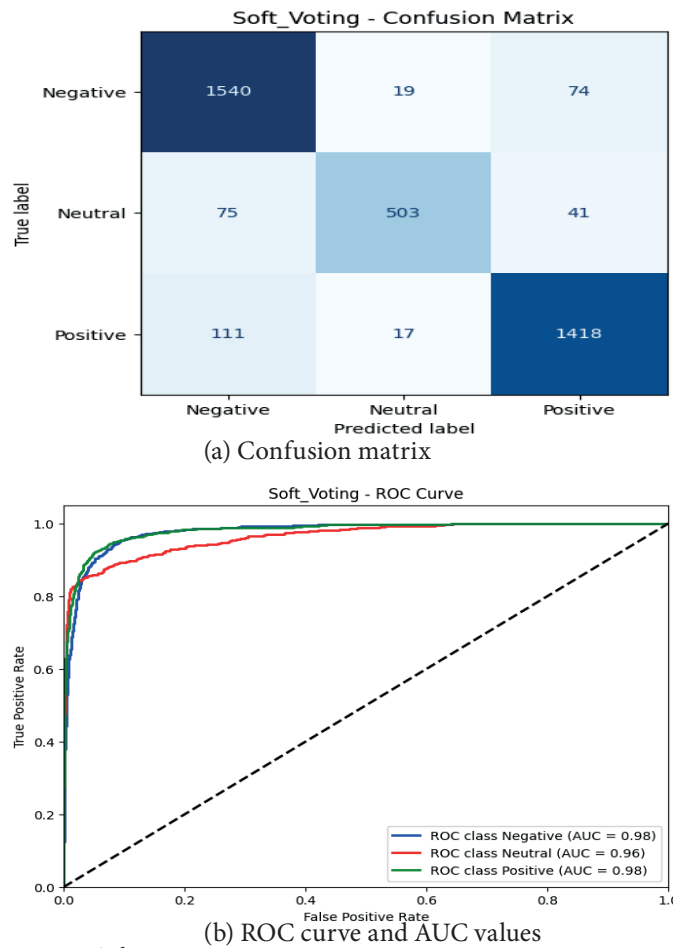 Soft_Voting - Confusion Matrix
Negative 1540 19 74
Neutral 75 503 41
Positive 111 17 1418
True label
Negative Neutral Positive
Predicted label
(a) Confusion matrix
Soft_Voting - ROC Curve
1.0
0.8
0.6
0.4
0.2
0.0
True Positive Rate
ROC class Negative (AUC = 0.98)
ROC class Neutral (AUC = 0.96)
ROC class Positive (AUC = 0.98)
0.0 0.2 0.4 0.6 0.8 1.0
False Positive Rate
(b) ROC curve and AUC values